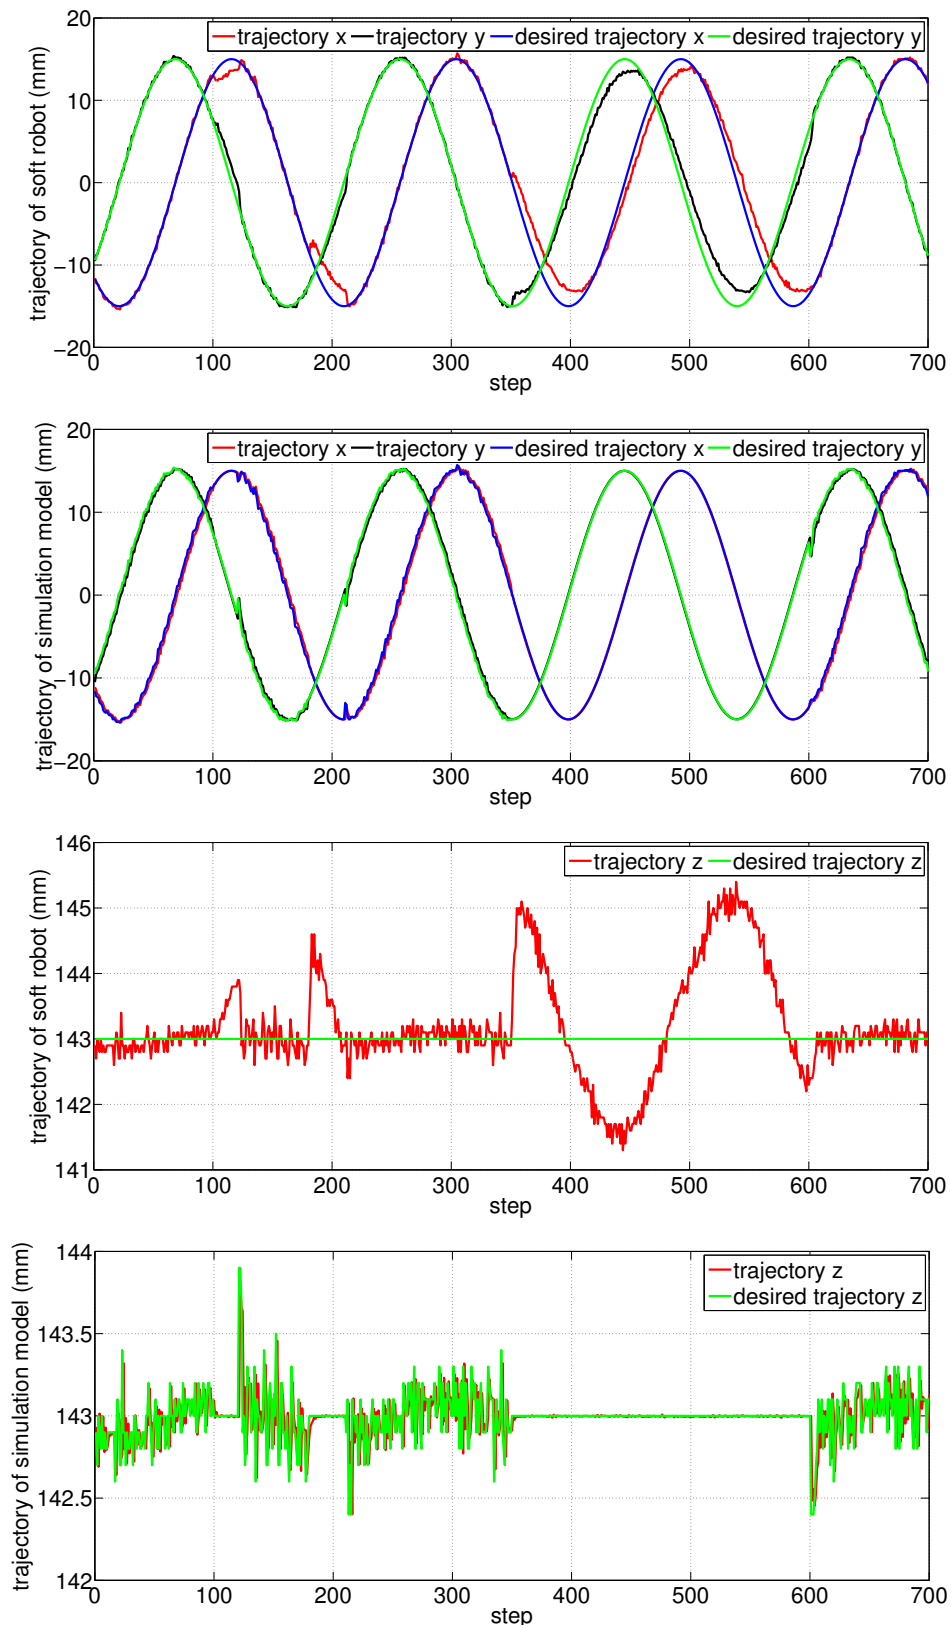 trajectory of soft robot (mm)
20
10
0
−10
−20
trajectory x trajectory y desired trajectory x desired trajectory y
0 100 200 300 400 500 600 700
step
trajectory of simulation model (mm)
20
10
0
−10
−20
trajectory x trajectory y desired trajectory x desired trajectory y
0 100 200 300 400 500 600 700
step
trajectory of soft robot (mm)
146
145
144
143
142
141
trajectory z desired trajectory z
0 100 200 300 400 500 600 700
step
trajectory of simulation model (mm)
144
143.5
143
142.5
142
trajectory z
desired trajectory z
0 100 200 300 400 500 600 700
step